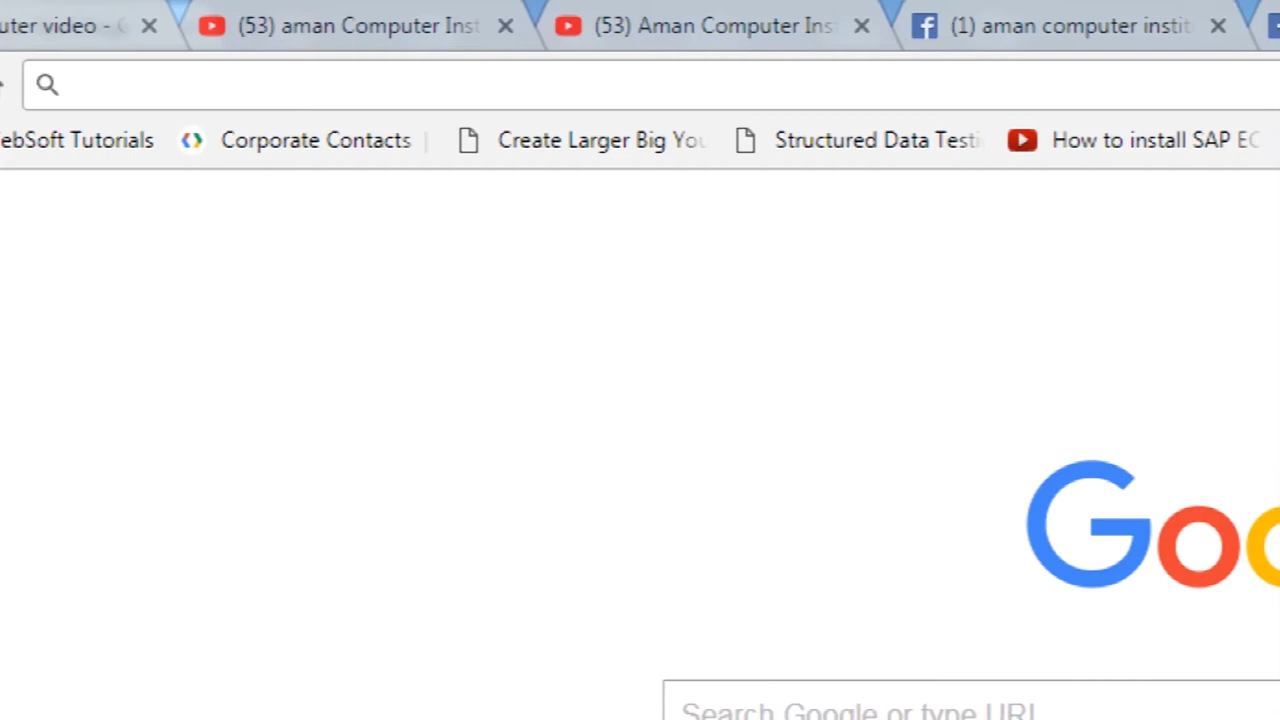 uter video - G (53) aman Computer Inst (53) Aman Computer Ins (1) aman computer instit
ebSoft Tutorials Corporate Contacts Create Larger Big You Structured Data Testi How to install SAP EC
Goo
Search Google or type URL